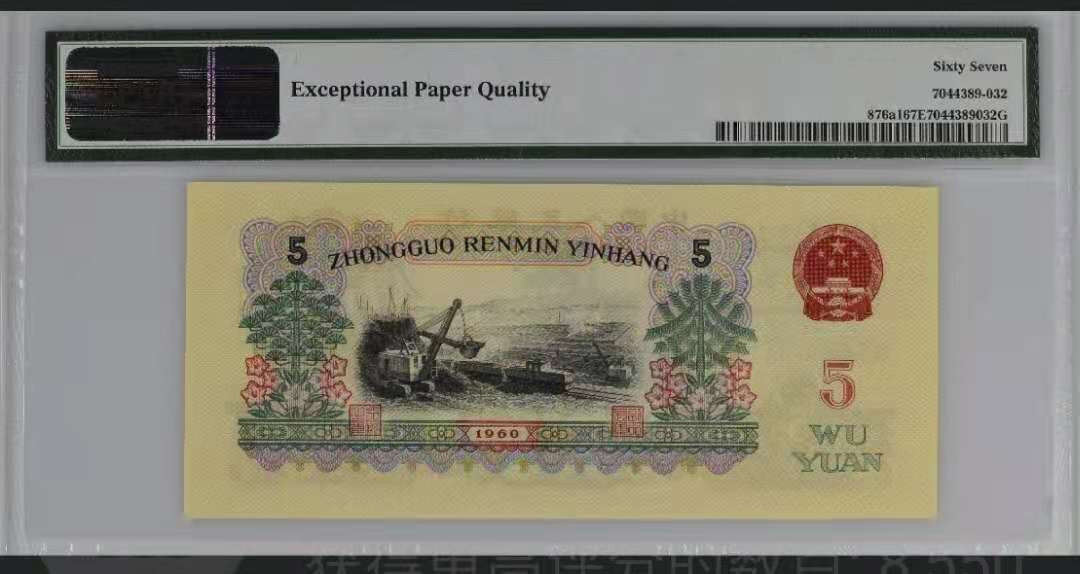 Exceptional Paper Quality
Sixty Seven
7044389-032
876a167E7044389032G
5 ZHONGGUO RENMIN YINHANG 5
1960
5
WU
YUAN